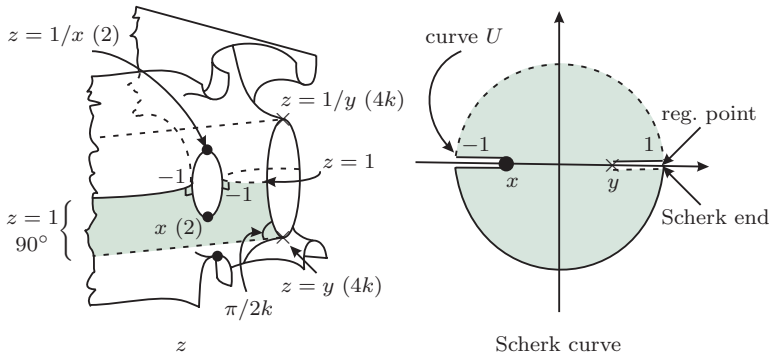 z = 1/x (2)
z = 1/y (4k)
−1
−1
z = 1
x (2)
z = 1
90°
z = y (4k)
π/2k
z
curve U
reg. point
−1
1
x
y
Scherk end
Scherk curve